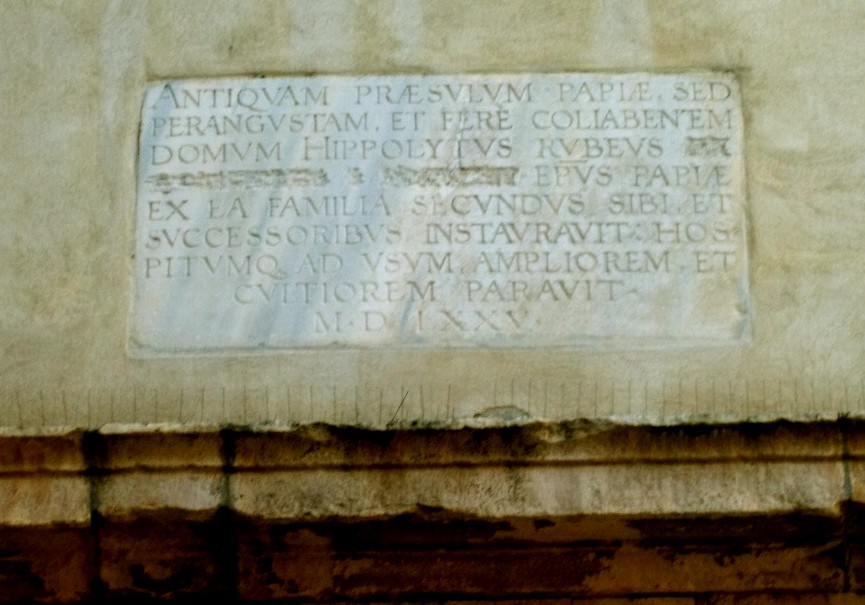 ANTIQVAM PRÆSVLVM · PAPIÆ. SED
PERANGVSTAM. ET FERE COLIABENTEM
DOMVM HIPPOLYTVS RVBEVS
EPVS PAPIÆ
EX EA FAMILIA SECVNDVS SIBI. ET
SVCCESSORIBVS INSTAVRAVIT: HOS
PITVMQ. AD VSVM. AMPLIOREM. ET
CVLTIOREM PARAVIT.
M·D·LXXV·